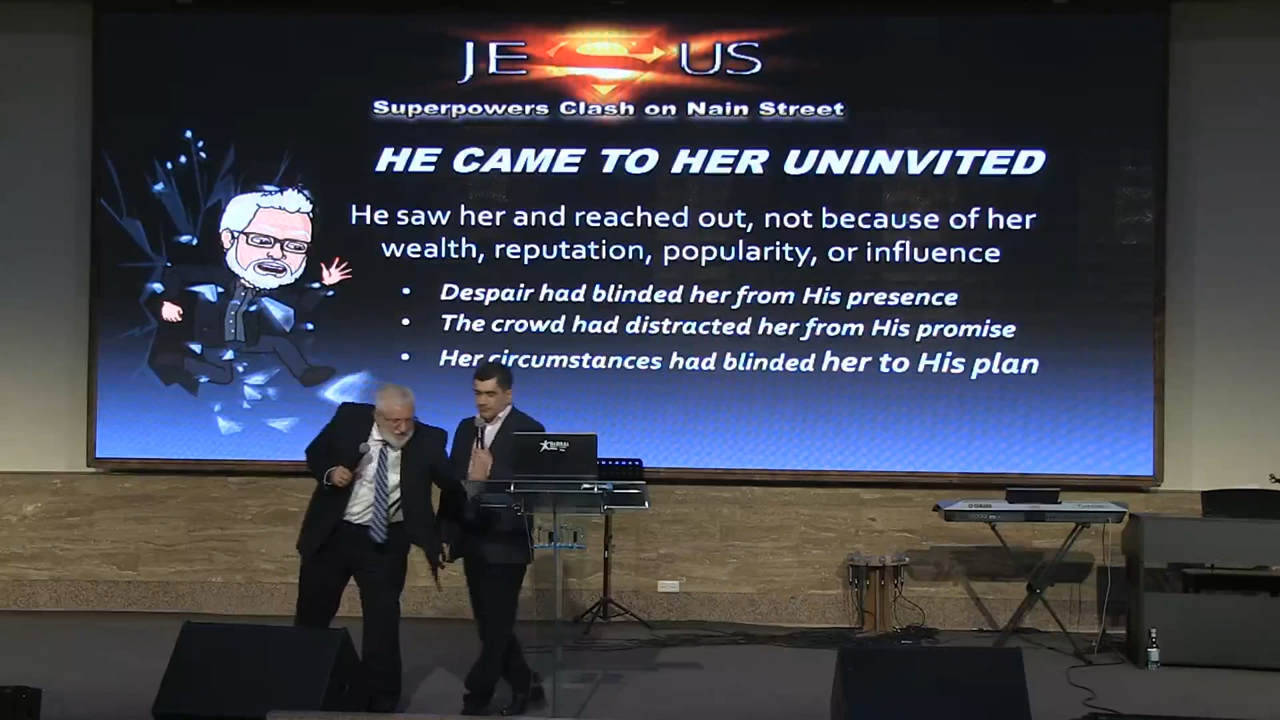 JESUS
Superpowers Clash on Nain Street
HE CAME TO HER UNINVITED
He saw her and reached out, not because of her
wealth, reputation, popularity, or influence
• Despair had blinded her from His presence
• The crowd had distracted her from His promise
• Her circumstances had blinded her to His plan
GLOBAL
YAMAHA